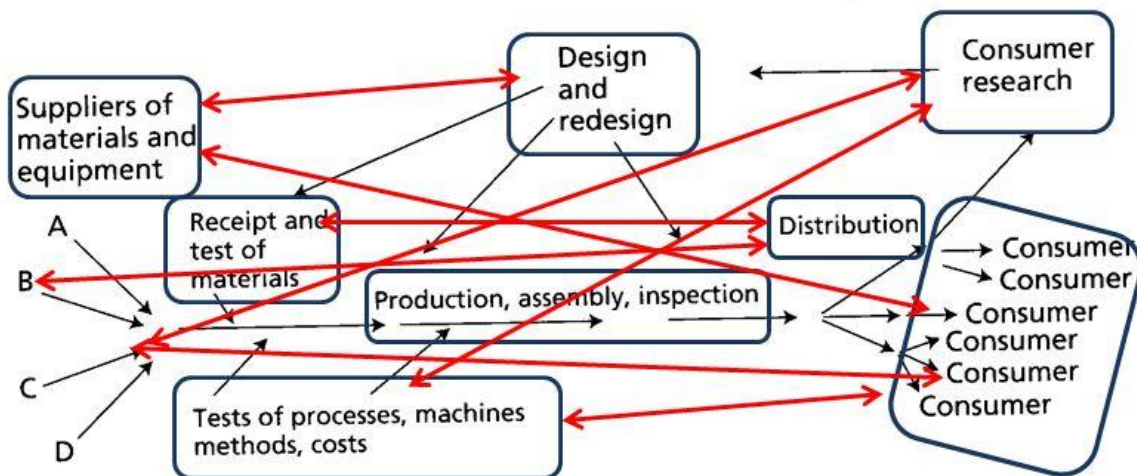 Design
and
redesign
Consumer
research
Suppliers of
materials and
equipment
A
B
C
D
Receipt and
test of
materials
Distribution
Production, assembly, inspection
Consumer
Consumer
Consumer
Consumer
Consumer
Consumer
Tests of processes, machines
methods, costs